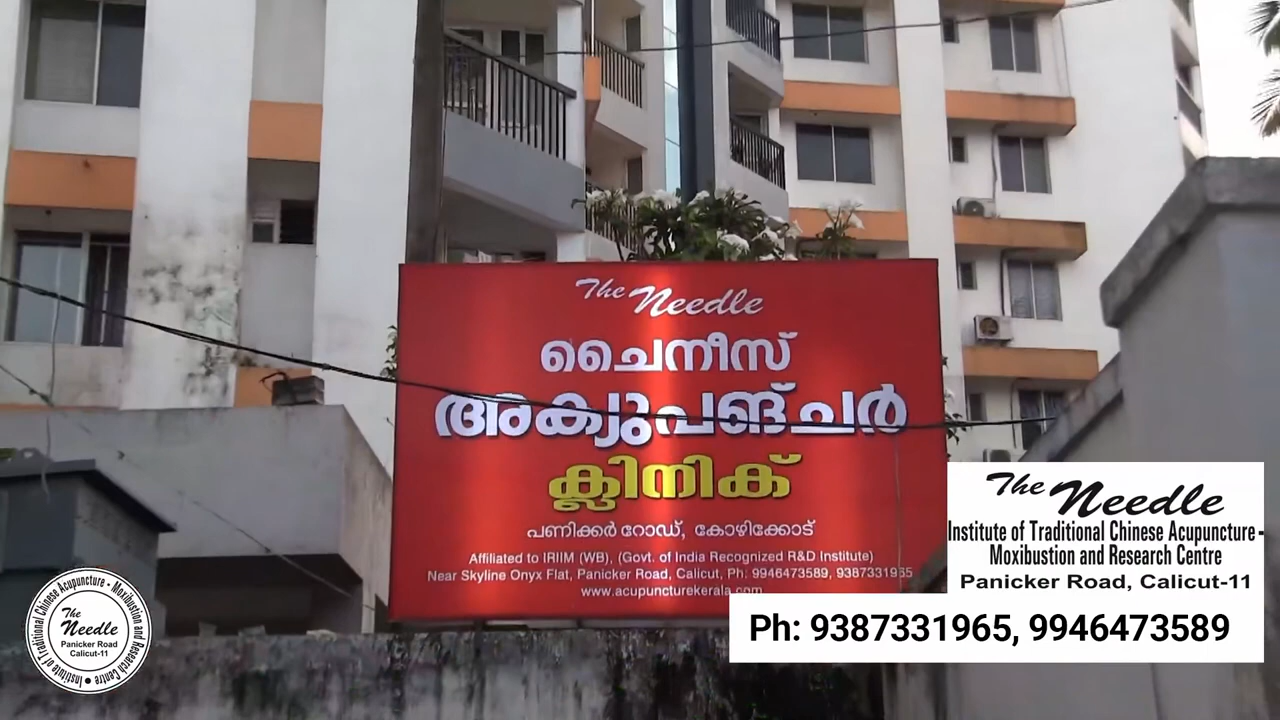 The Needle
ചൈനീസ്
അക്യുപങ്ചർ
ക്ലിനിക്
പണിക്കർ റോഡ്, കോഴിക്കോട്
Affiliated to IRIIM (WB), (Govt. of India Recognized R&D Institute)
Near Skyline Onyx Flat, Panicker Road, Calicut, Ph: 9946473589, 9387331965
www.acupuncturekerala.com
The Needle
Institute of Traditional Chinese Acupuncture -
Moxibustion and Research Centre
Panicker Road, Calicut-11
Ph: 9387331965, 9946473589
Institute of Traditional Chinese Acupuncture - Moxibustion and Research Centre
The
Needle
Panicker Road
Calicut-11